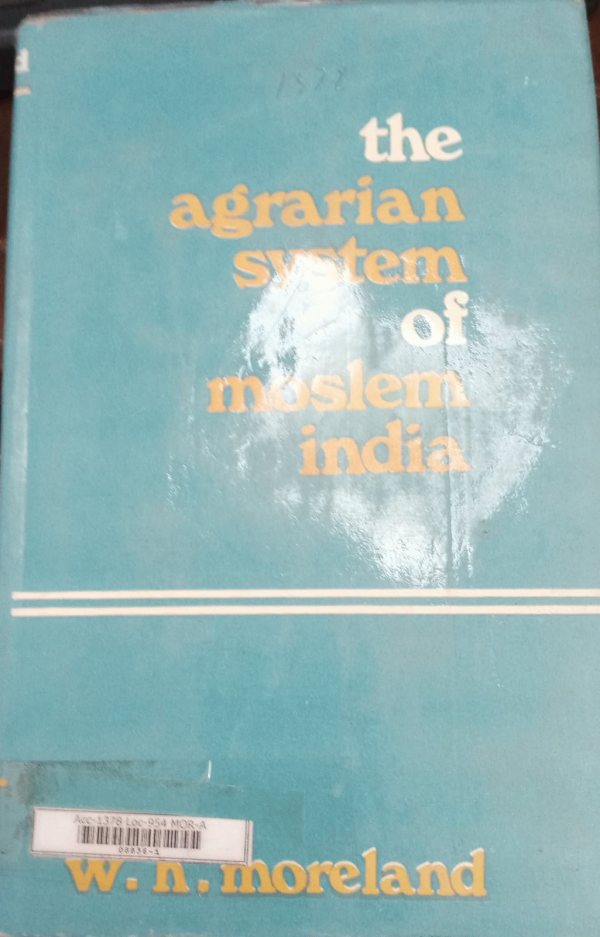 d
1378
the
agrarian
system
of
moslem
india
Acc-1378 Loc-954 MOR-A
w. h. moreland